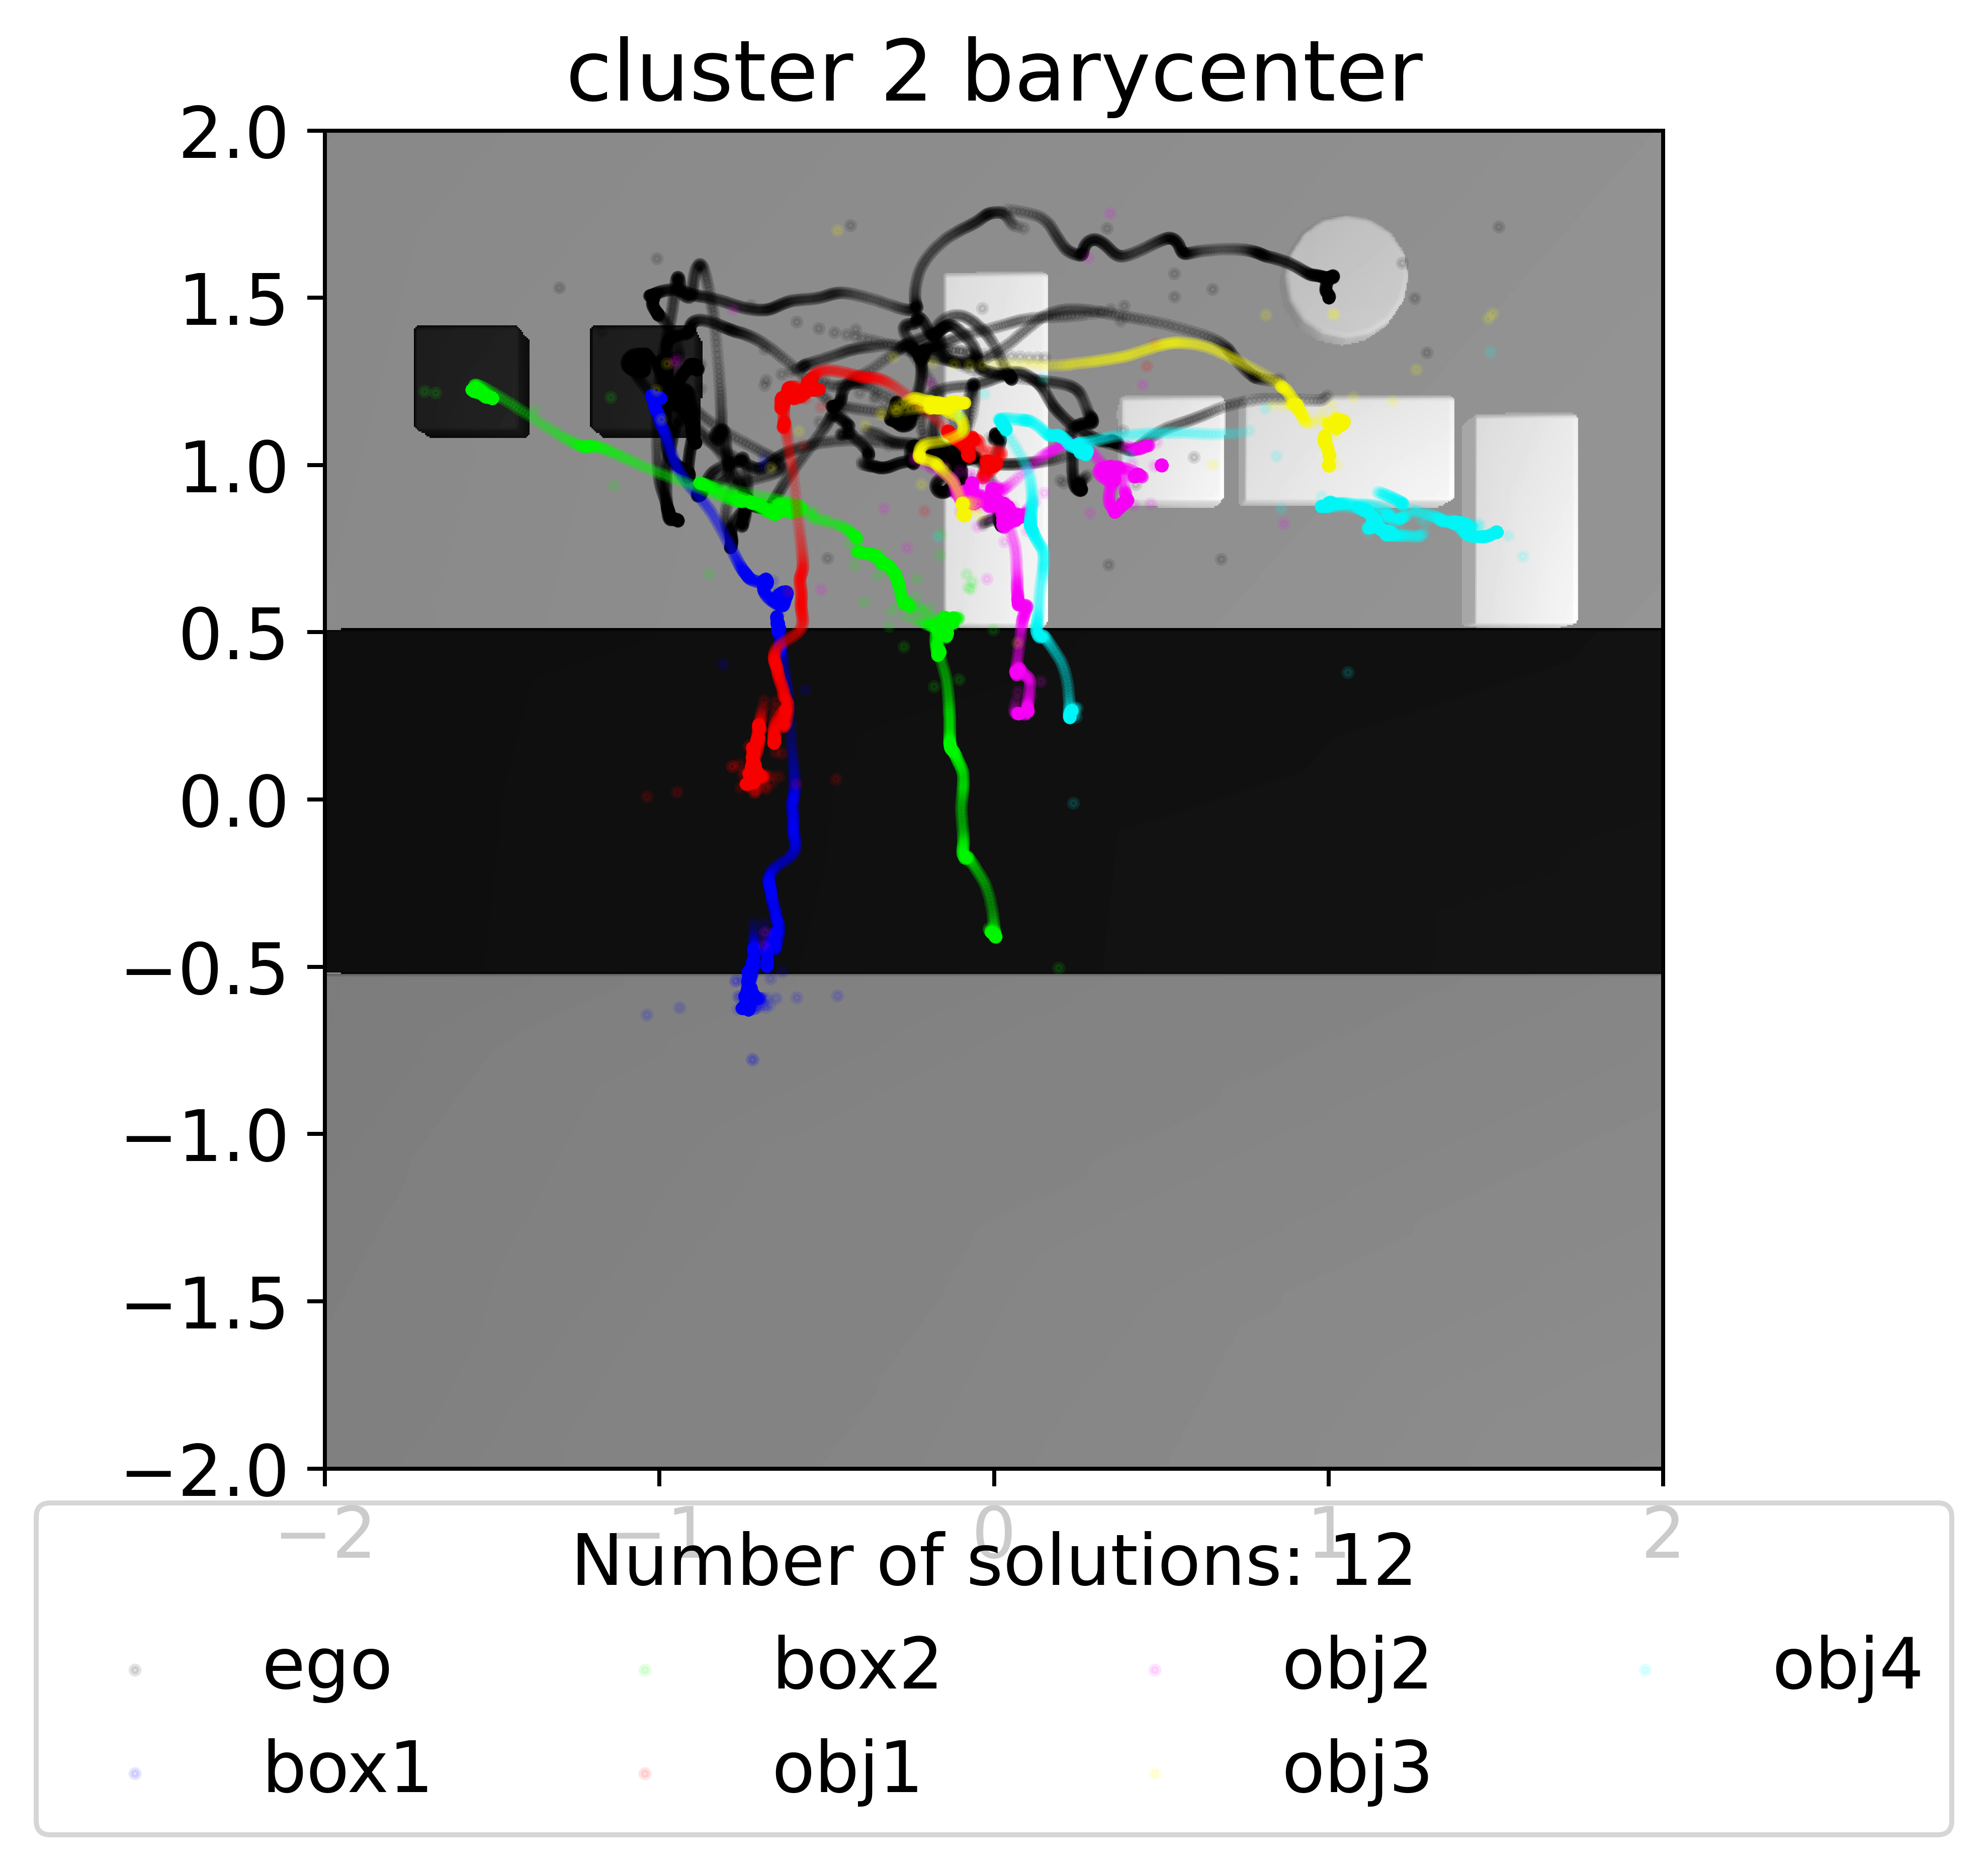 cluster 2 barycenter
2.0
1.5
1.0
0.5
0.0
−0.5
−1.0
−1.5
−2.0
−2 −1 0 1 2
Number of solutions: 12
ego box2 obj2 obj4
box1 obj1 obj3